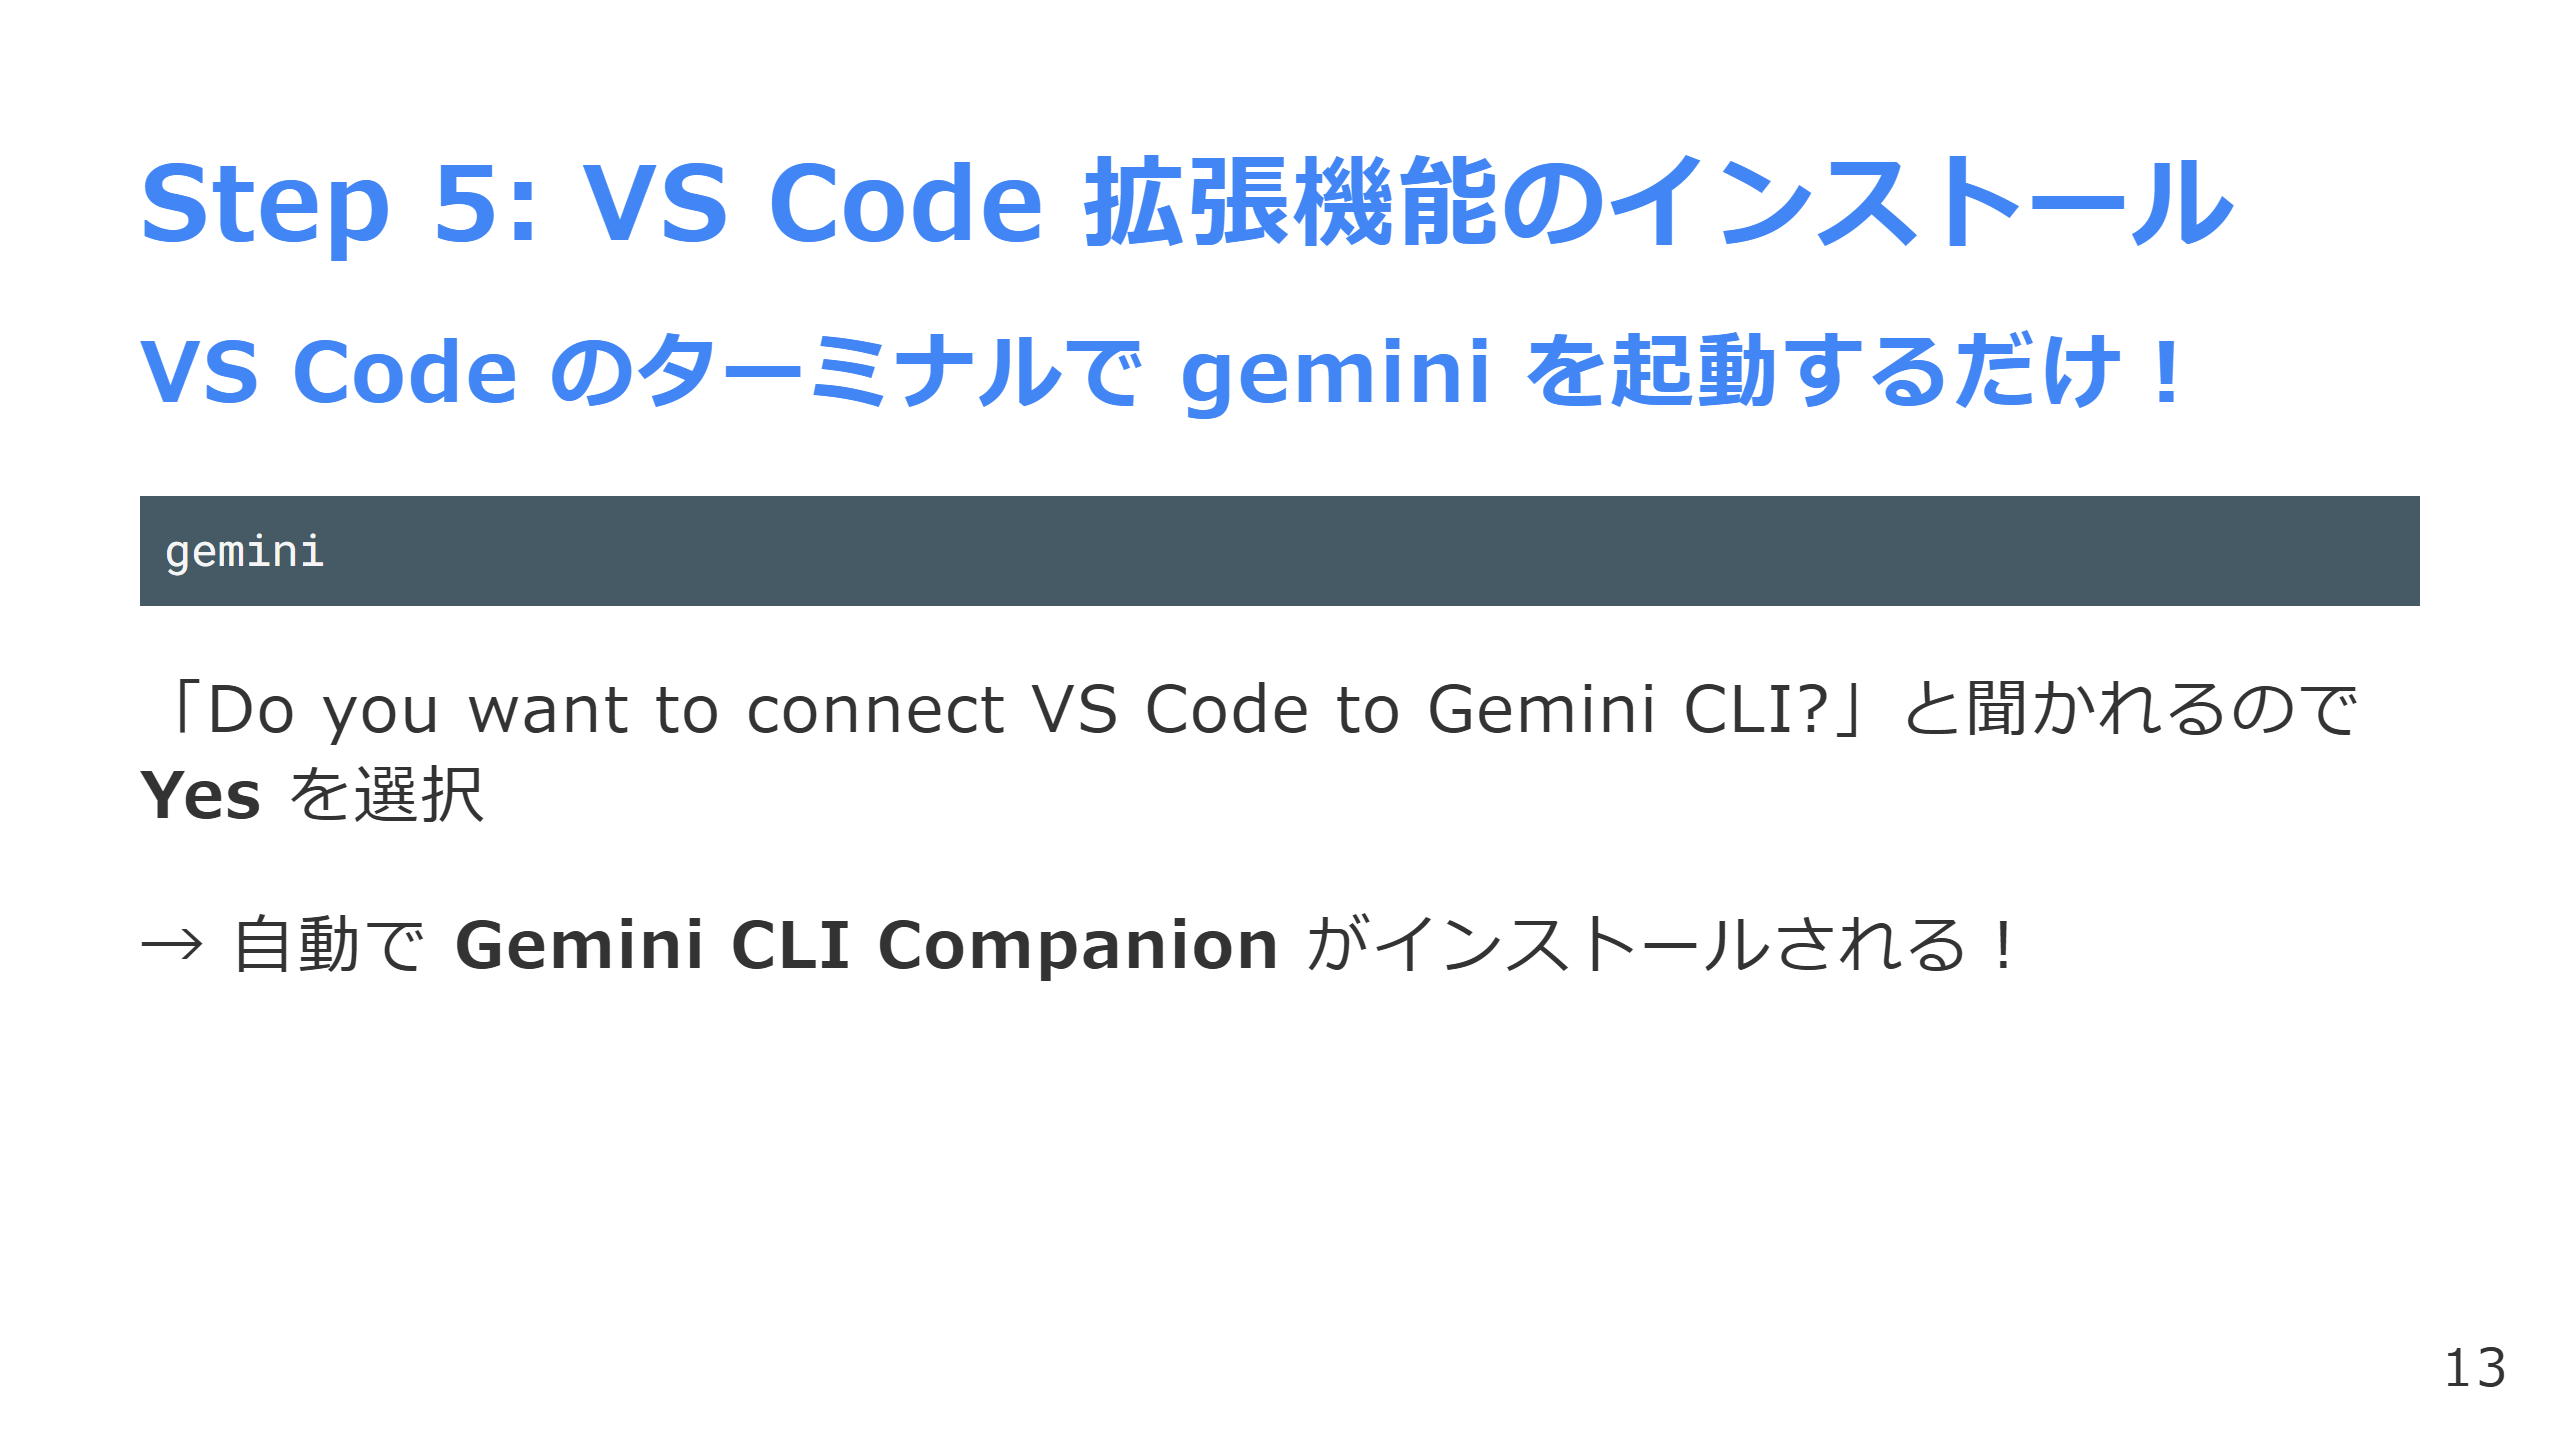 Step 5: VS Code 拡張機能のインストール
VS Code のターミナルで gemini を起動するだけ！
gemini
「Do you want to connect VS Code to Gemini CLI?」と聞かれるので
Yes を選択
→ 自動で Gemini CLI Companion がインストールされる！
13